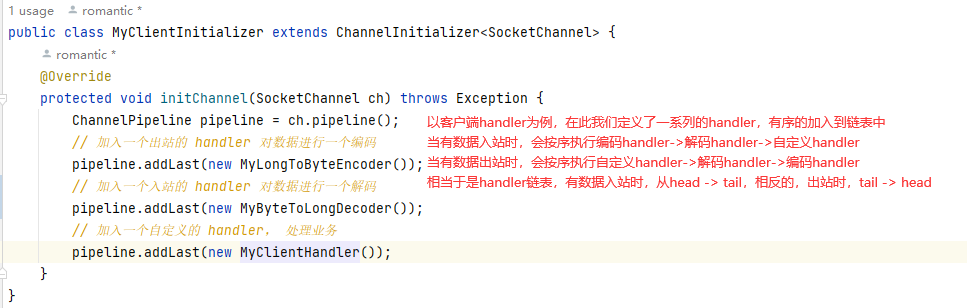 1 usage romantic *
public class MyClientInitializer extends ChannelInitializer<SocketChannel> {
romantic *
@Override
protected void initChannel(SocketChannel ch) throws Exception {
ChannelPipeline pipeline = ch.pipeline();
// 加入一个出站的 handler 对数据进行一个编码
pipeline.addLast(new MyLongToByteEncoder());
// 加入一个入站的 handler 对数据进行一个解码
pipeline.addLast(new MyByteToLongDecoder());
// 加入一个自定义的 handler， 处理业务
pipeline.addLast(new MyClientHandler());
}
}
以客户端handler为例，在此我们定义了一系列的handler，有序的加入到链表中
当有数据入站时，会按序执行编码handler->解码handler->自定义handler
当有数据出站时，会按序执行自定义handler->解码handler->编码handler
相当于是handler链表，有数据入站时，从head -> tail，相反的，出站时，tail -> head